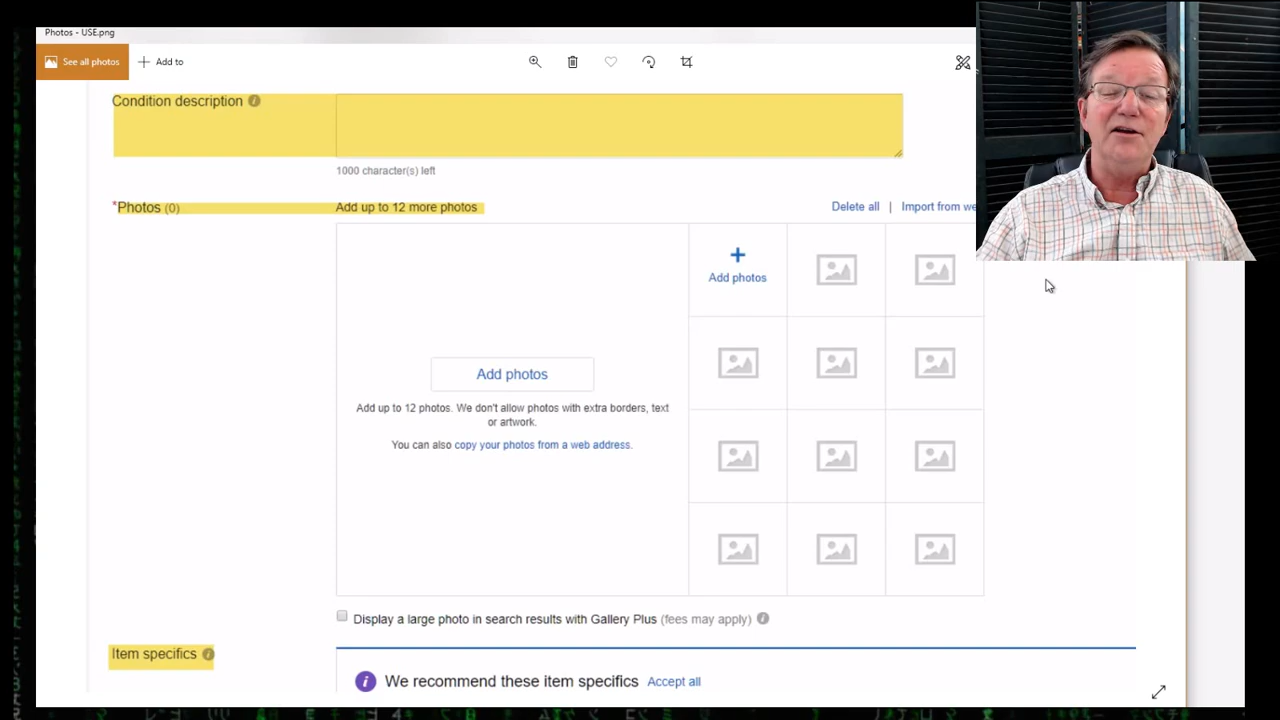 Photos - USE.png
See all photos
Add to
Condition description
1000 character(s) left
*Photos (0)
Add up to 12 more photos
Delete all | Import from
Add photos
Add photos
Add up to 12 photos. We don't allow photos with extra borders, text
or artwork.
You can also copy your photos from a web address.
Display a large photo in search results with Gallery Plus (fees may apply)
Item specifics
We recommend these item specifics Accept all